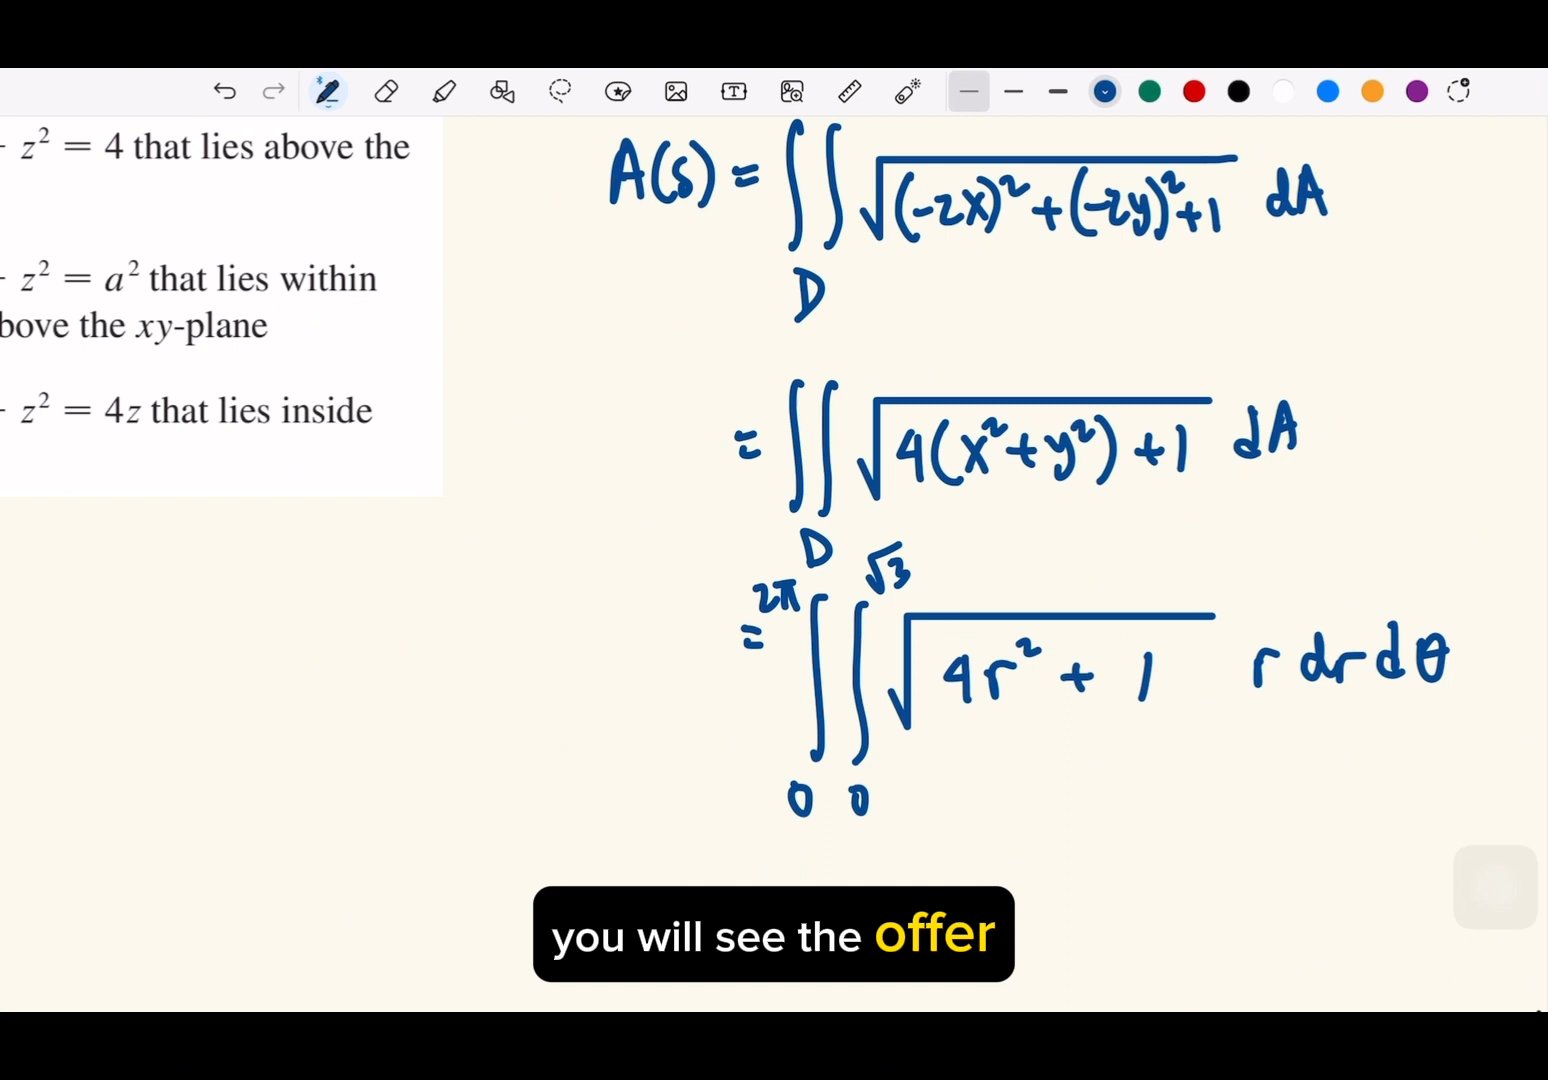 - z² = 4 that lies above the
- z² = a² that lies within
bove the xy-plane
- z² = 4z that lies inside
A(s) = ∬_D √((-2x)² + (-2y)² + 1) dA
= ∬_D √(4(x² + y²) + 1) dA
= ∫_0^{2π} ∫_0^{√3} √(4r² + 1) r dr dθ
you will see the offer